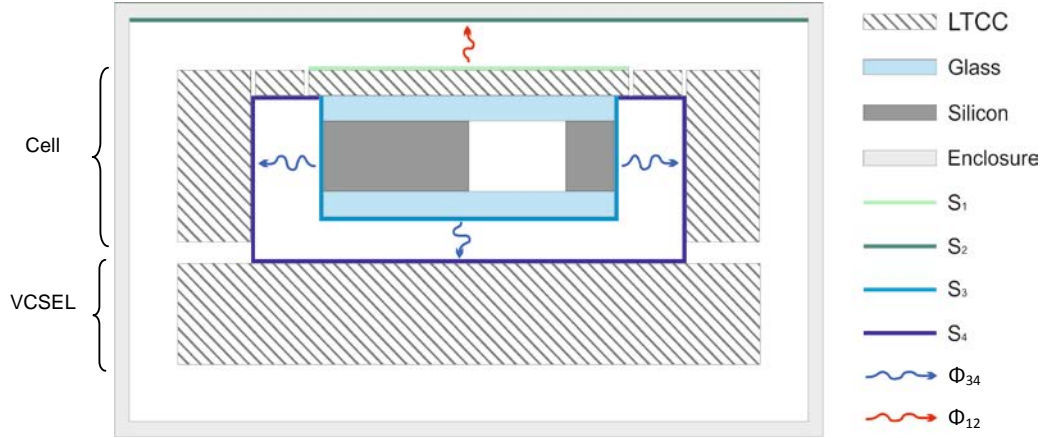 Cell
VCSEL
LTCC
Glass
Silicon
Enclosure
S₁
S₂
S₃
S₄
Φ₃₄
Φ₁₂